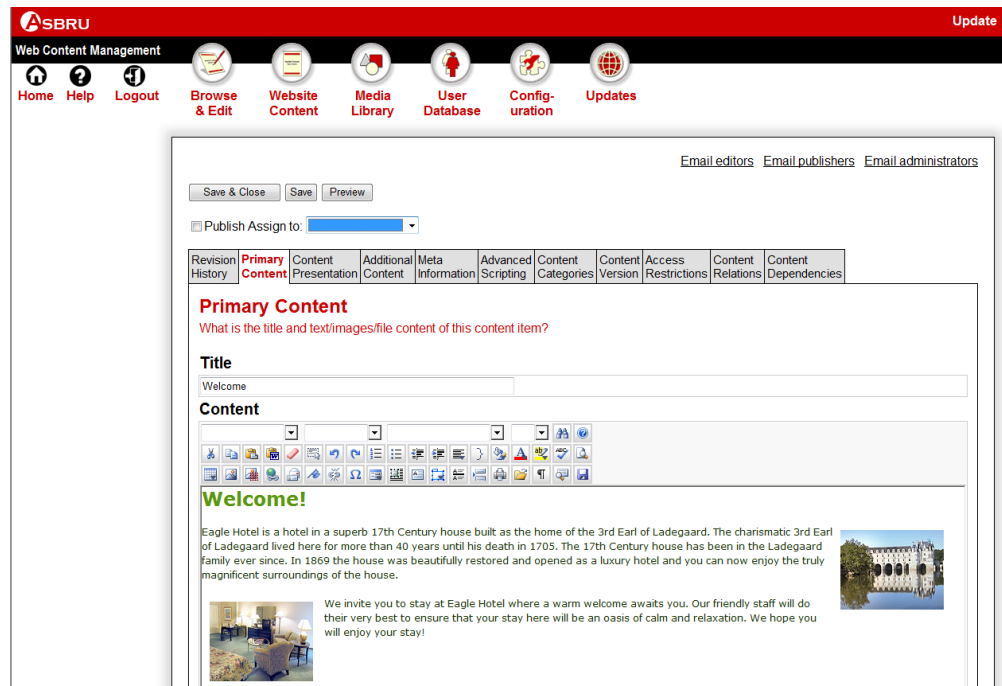 ASBRU
Update
Web Content Management
Home Help Logout
Browse & Edit
Website Content
Media Library
User Database
Config-uration
Updates
Email editors Email publishers Email administrators
Save & Close Save Preview
Publish Assign to:
Revision History
Primary Content
Content Presentation
Additional Content
Meta Information
Advanced Scripting
Content Categories
Content Version
Access Restrictions
Content Relations
Content Dependencies
Primary Content
What is the title and text/images/file content of this content item?
Title
Welcome
Content
Welcome!
Eagle Hotel is a hotel in a superb 17th Century house built as the home of the 3rd Earl of Ladegaard. The charismatic 3rd Earl
of Ladegaard lived here for more than 40 years until his death in 1705. The 17th Century house has been in the Ladegaard
family ever since. In 1869 the house was beautifully restored and opened as a luxury hotel and you can now enjoy the truly
magnificent surroundings of the house.
We invite you to stay at Eagle Hotel where a warm welcome awaits you. Our friendly staff will do
their very best to ensure that your stay here will be an oasis of calm and relaxation. We hope you
will enjoy your stay!